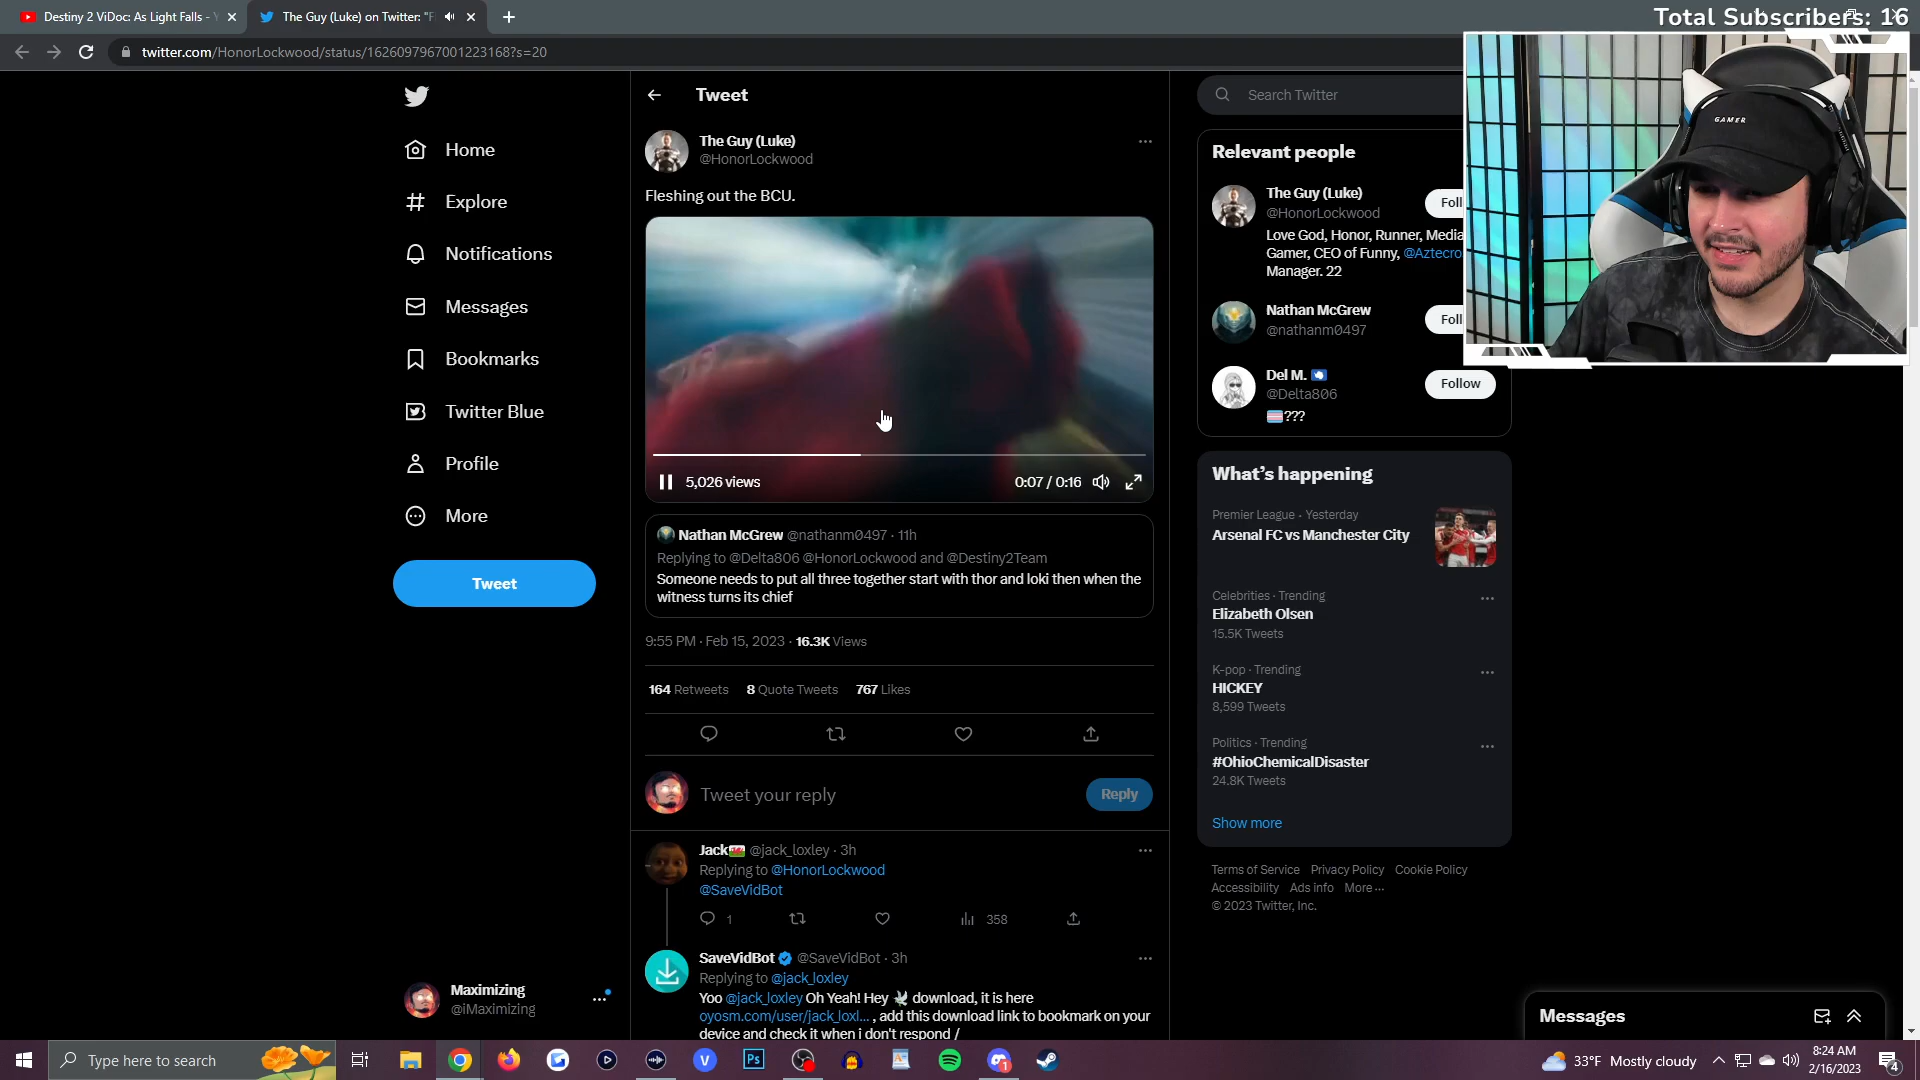 Destiny 2 ViDoc: As Light Falls - Y
The Guy (Luke) on Twitter: "F
Total Subscribers: 16
twitter.com/HonorLockwood/status/1626097967001223168?s=20
Home
Explore
Notifications
Messages
Bookmarks
Twitter Blue
Profile
More
Tweet
Maximizing
@iMaximizing
Tweet
The Guy (Luke)
@HonorLockwood
Fleshing out the BCU.
5,026 views
0:07 / 0:16
Nathan McGrew @nathanm0497 · 11h
Replying to @Delta806 @HonorLockwood and @Destiny2Team
Someone needs to put all three together start with thor and loki then when the
witness turns its chief
9:55 PM · Feb 15, 2023 · 16.3K Views
164 Retweets 8 Quote Tweets 767 Likes
Tweet your reply
Reply
Jack @jack_loxley · 3h
Replying to @HonorLockwood
@SaveVidBot
1
358
SaveVidBot @SaveVidBot · 3h
Replying to @jack_loxley
Yoo @jack_loxley Oh Yeah! Hey download, it is here
oyosm.com/user/jack_loxl... , add this download link to bookmark on your
device and check it when i don't respond /
Search Twitter
Relevant people
The Guy (Luke)
@HonorLockwood
Foll
Love God, Honor, Runner, Media
Gamer, CEO of Funny, @Aztecro
Manager. 22
Nathan McGrew
@nathanm0497
Foll
Del M.
@Delta806
Follow
???
GAMER
What's happening
Premier League · Yesterday
Arsenal FC vs Manchester City
Celebrities · Trending
Elizabeth Olsen
15.5K Tweets
K-pop · Trending
HICKEY
8,599 Tweets
Politics · Trending
#OhioChemicalDisaster
24.8K Tweets
Show more
Terms of Service Privacy Policy Cookie Policy
Accessibility Ads info More ...
© 2023 Twitter, Inc.
Messages
Type here to search
Ps
V
1
33°F Mostly cloudy
8:24 AM
2/16/2023
4